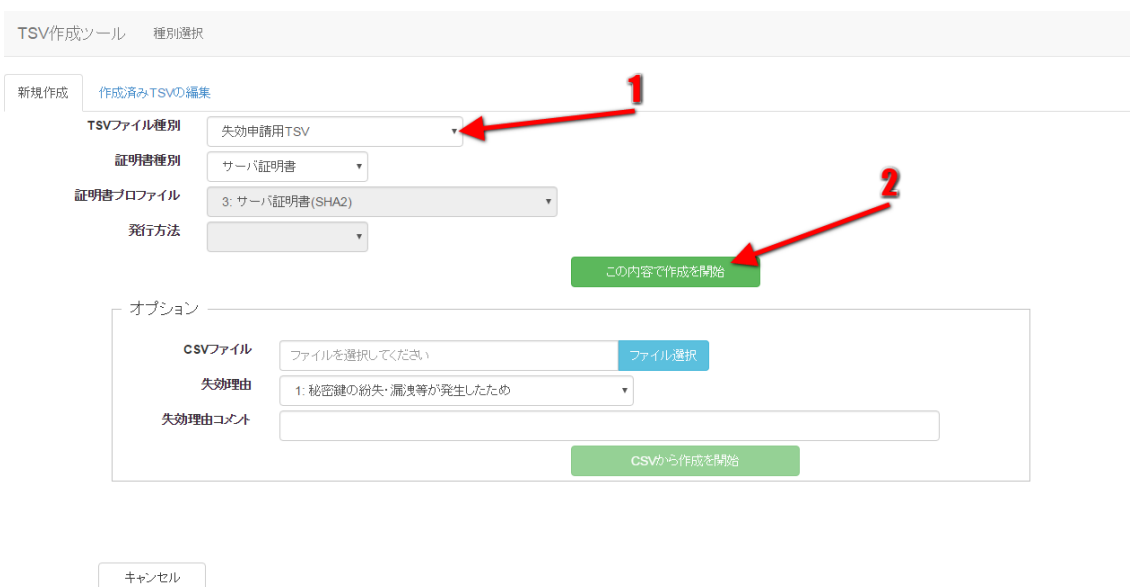 TSV作成ツール 種別選択
新規作成 作成済みTSVの編集
1
TSVファイル種別 失効申請用TSV
証明書種別 サーバ証明書
2
証明書プロファイル 3: サーバ証明書(SHA2)
発行方法
この内容で作成を開始
オプション
CSVファイル ファイルを選択してください ファイル選択
失効理由 1: 秘密鍵の紛失・漏洩等が発生したため
失効理由コメント
CSVから作成を開始
キャンセル